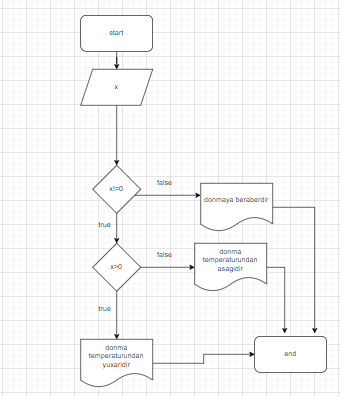 start
x
x!=0
false
donmaya beraberdir
true
x>0
false
donma
temperaturundan
asagidir
true
donma
temperaturundan
yuxaridir
end